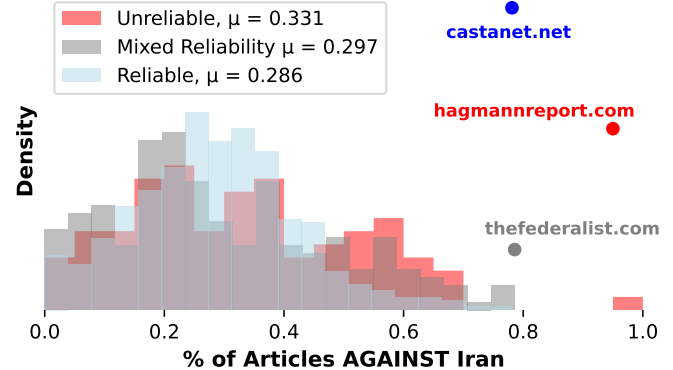 Unreliable, μ = 0.331
Mixed Reliability μ = 0.297
Reliable, μ = 0.286
castanet.net
hagmannreport.com
thefederalist.com
Density
0.0 0.2 0.4 0.6 0.8 1.0
% of Articles AGAINST Iran